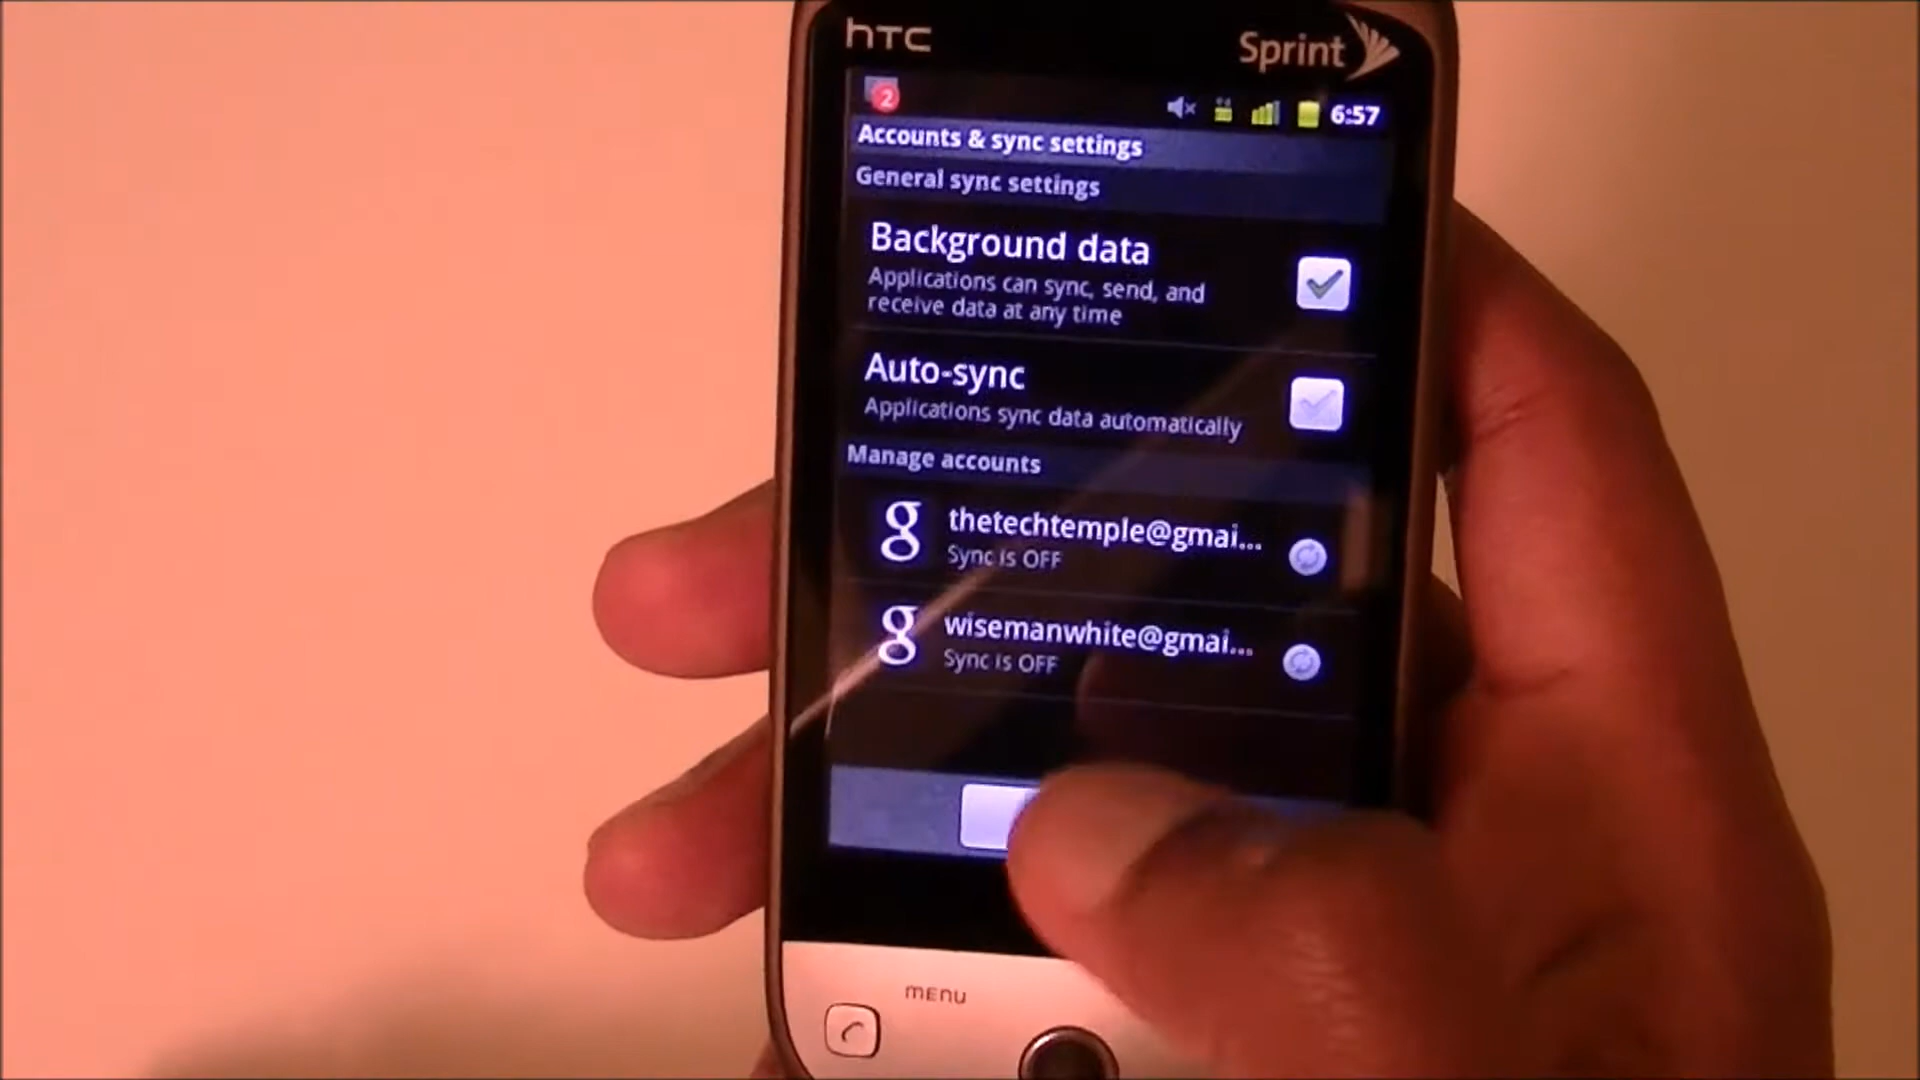 hTC
Sprint
2
6:57
Accounts & sync settings
General sync settings
Background data
Applications can sync, send, and
receive data at any time
Auto-sync
Applications sync data automatically
Manage accounts
g thetechtemple@gmai...
Sync is OFF
g wisemanwhite@gmai...
Sync is OFF
MENU